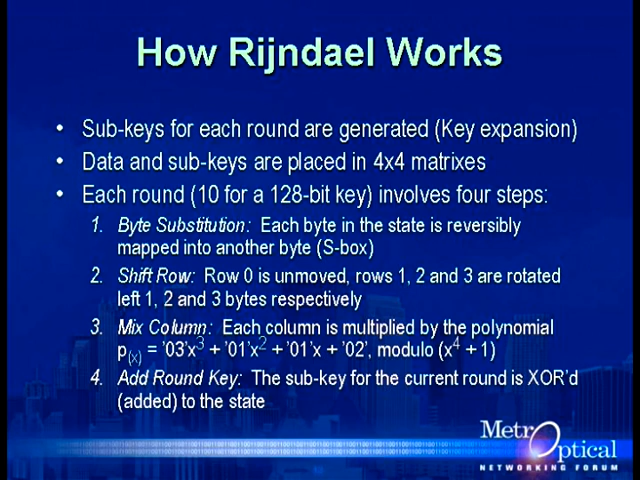 How Rijndael Works
• Sub-keys for each round are generated (Key expansion)
• Data and sub-keys are placed in 4x4 matrixes
• Each round (10 for a 128-bit key) involves four steps:
1. Byte Substitution: Each byte in the state is reversibly
mapped into another byte (S-box)
2. Shift Row: Row 0 is unmoved, rows 1, 2 and 3 are rotated
left 1, 2 and 3 bytes respectively
3. Mix Column: Each column is multiplied by the polynomial
p(x) = '03'x³ + '01'x² + '01'x + '02', modulo (x⁴ + 1)
4. Add Round Key: The sub-key for the current round is XOR'd
(added) to the state
Metro Optical
NETWORKING FORUM